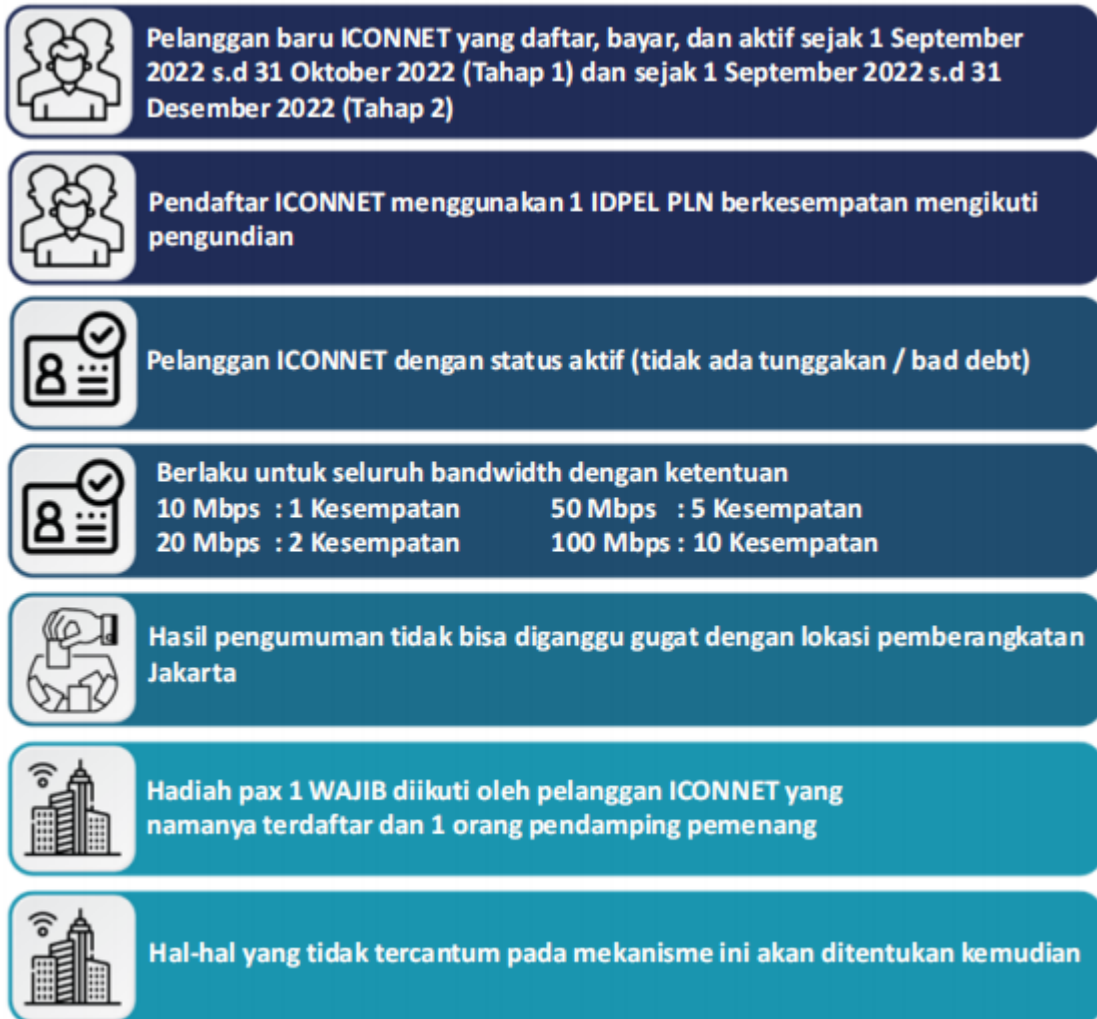 Pelanggan baru ICONNET yang daftar, bayar, dan aktif sejak 1 September
2022 s.d 31 Oktober 2022 (Tahap 1) dan sejak 1 September 2022 s.d 31
Desember 2022 (Tahap 2)
Pendaftar ICONNET menggunakan 1 IDPEL PLN berkesempatan mengikuti
pengundian
Pelanggan ICONNET dengan status aktif (tidak ada tunggakan / bad debt)
Berlaku untuk seluruh bandwidth dengan ketentuan
10 Mbps : 1 Kesempatan 50 Mbps : 5 Kesempatan
20 Mbps : 2 Kesempatan 100 Mbps : 10 Kesempatan
Hasil pengumuman tidak bisa diganggu gugat dengan lokasi pemberangkatan
Jakarta
Hadiah pax 1 WAJIB diikuti oleh pelanggan ICONNET yang
namanya terdaftar dan 1 orang pendamping pemenang
Hal-hal yang tidak tercantum pada mekanisme ini akan ditentukan kemudian